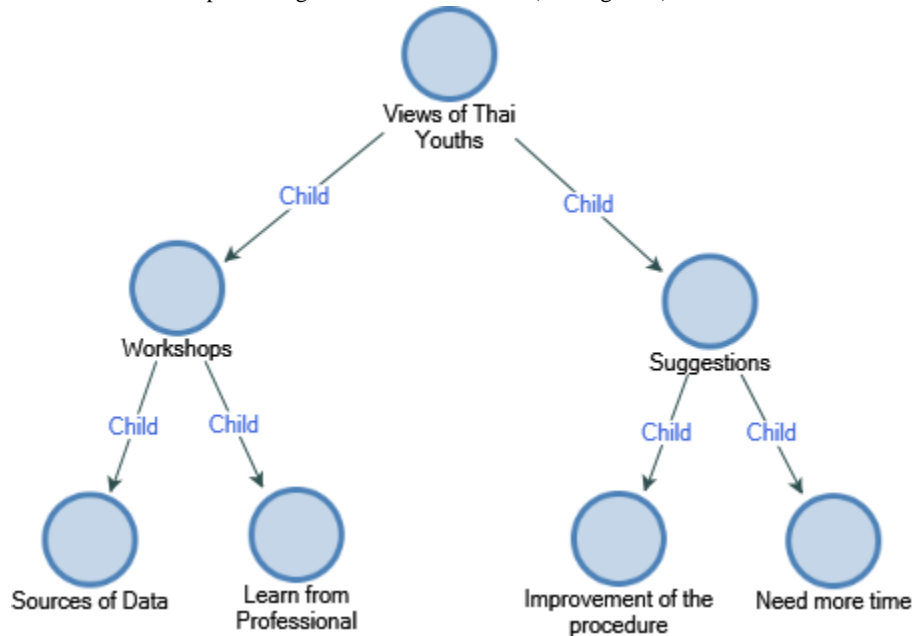 Views of Thai
Youths
Child
Child
Workshops
Suggestions
Child
Child
Child
Child
Sources of Data
Learn from
Professional
Improvement of the
procedure
Need more time